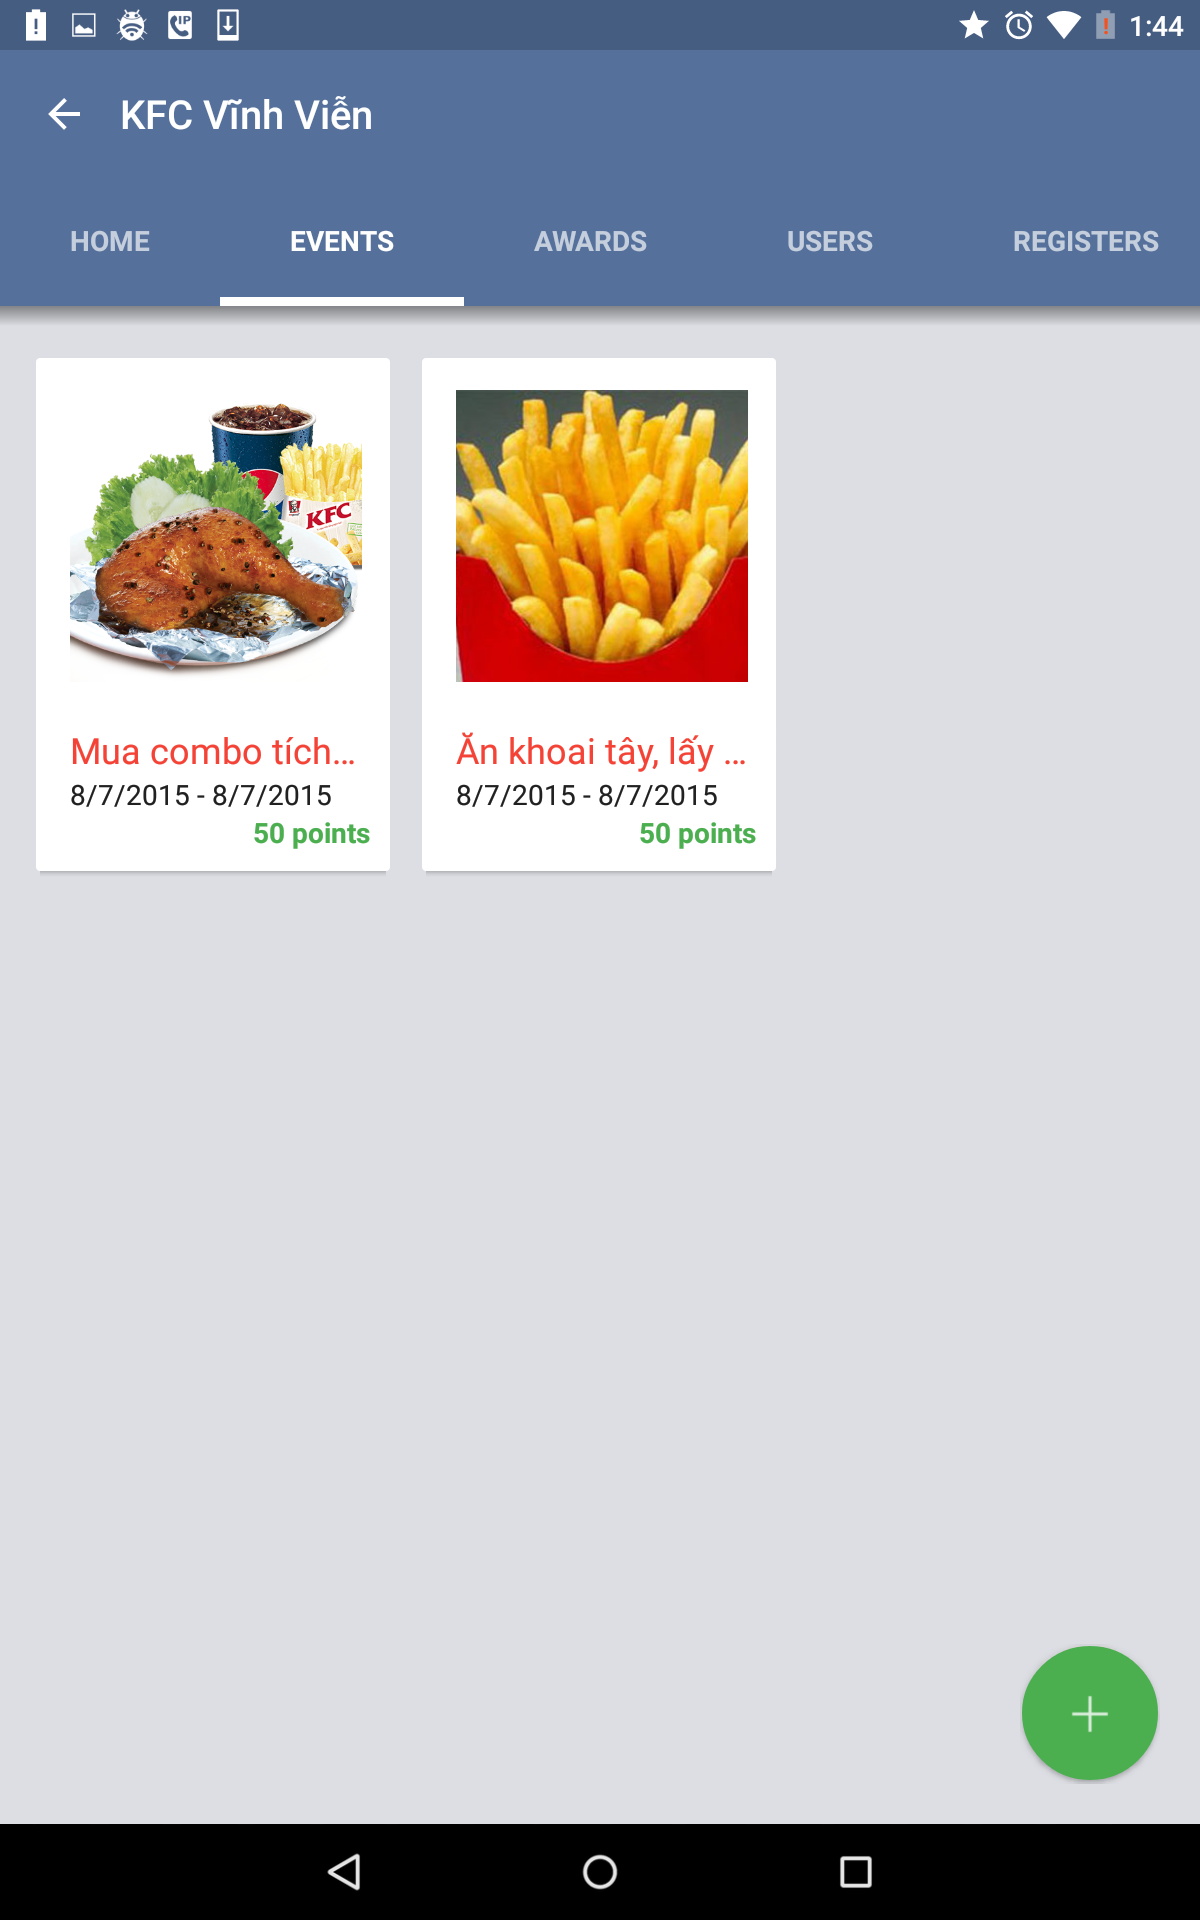 1:44
KFC Vĩnh Viễn
HOME EVENTS AWARDS USERS REGISTERS
KFC
Mua combo tích...
8/7/2015 - 8/7/2015
50 points
Ăn khoai tây, lấy ...
8/7/2015 - 8/7/2015
50 points